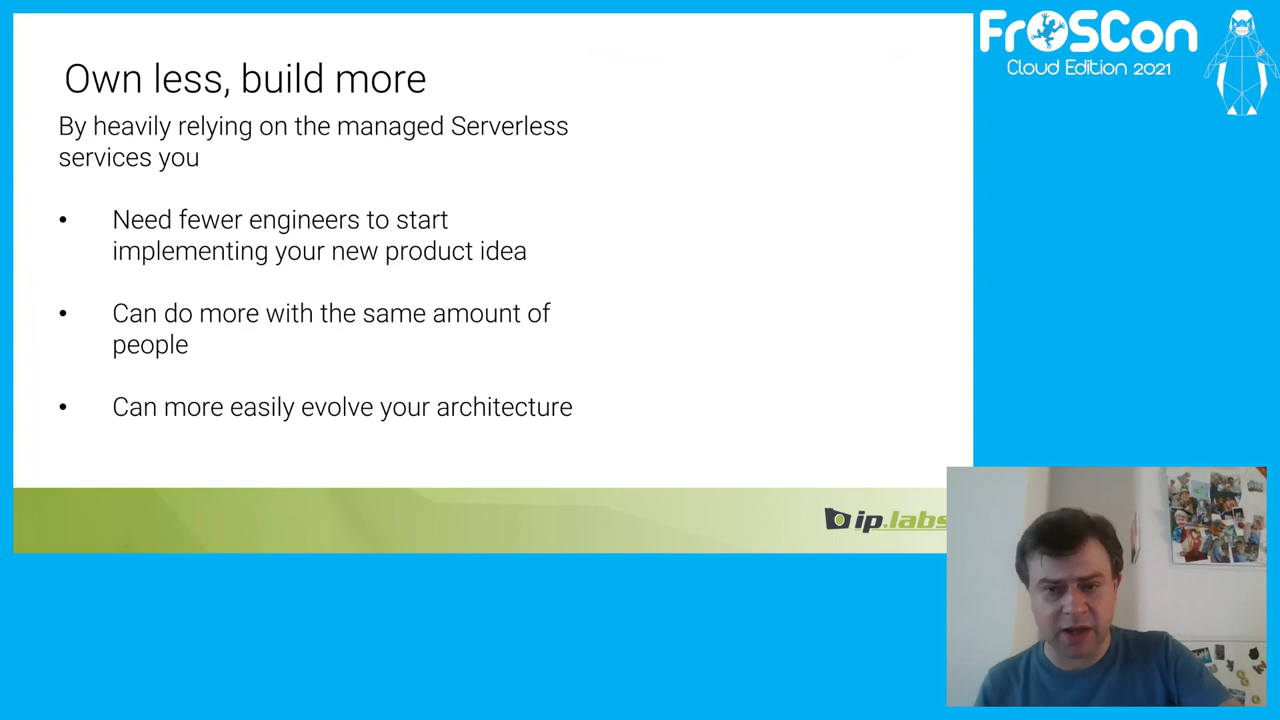 Own less, build more
By heavily relying on the managed Serverless
services you
• Need fewer engineers to start
implementing your new product idea
• Can do more with the same amount of
people
• Can more easily evolve your architecture
ip.labs
FrOSCon
Cloud Edition 2021